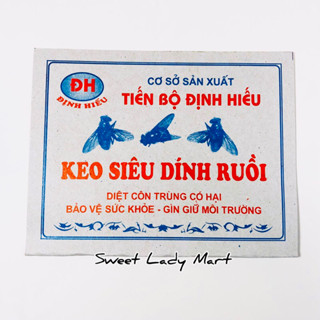 ĐH
ĐỊNH HIẾU
CƠ SỞ SẢN XUẤT
TIẾN BỘ ĐỊNH HIẾU
KEO SIÊU DÍNH RUỒI
DIỆT CÔN TRÙNG CÓ HẠI
BẢO VỆ SỨC KHỎE - GÌN GIỮ MÔI TRƯỜNG
Sweet Lady Mart